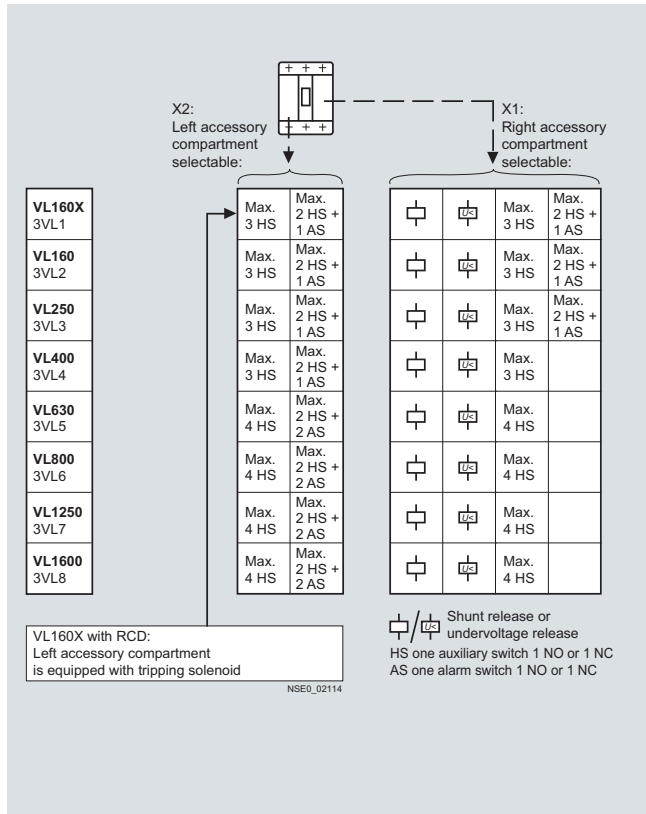 + + +
+ + +
X2:
Left accessory
compartment
selectable:
X1:
Right accessory
compartment
selectable:
VL160X
3VL1
Max.
3 HS
Max.
2 HS +
1 AS
U<
Max.
3 HS
Max.
2 HS +
1 AS
VL160
3VL2
Max.
3 HS
Max.
2 HS +
1 AS
U<
Max.
3 HS
Max.
2 HS +
1 AS
VL250
3VL3
Max.
3 HS
Max.
2 HS +
1 AS
U<
Max.
3 HS
Max.
2 HS +
1 AS
VL400
3VL4
Max.
3 HS
Max.
2 HS +
1 AS
U<
Max.
3 HS
VL630
3VL5
Max.
4 HS
Max.
2 HS +
2 AS
U<
Max.
4 HS
VL800
3VL6
Max.
4 HS
Max.
2 HS +
2 AS
U<
Max.
4 HS
VL1250
3VL7
Max.
4 HS
Max.
2 HS +
2 AS
U<
Max.
4 HS
VL1600
3VL8
Max.
4 HS
Max.
2 HS +
2 AS
U<
Max.
4 HS
VL160X with RCD:
Left accessory compartment
is equipped with tripping solenoid
NSE0_02114
/ U< Shunt release or
undervoltage release
HS one auxiliary switch 1 NO or 1 NC
AS one alarm switch 1 NO or 1 NC